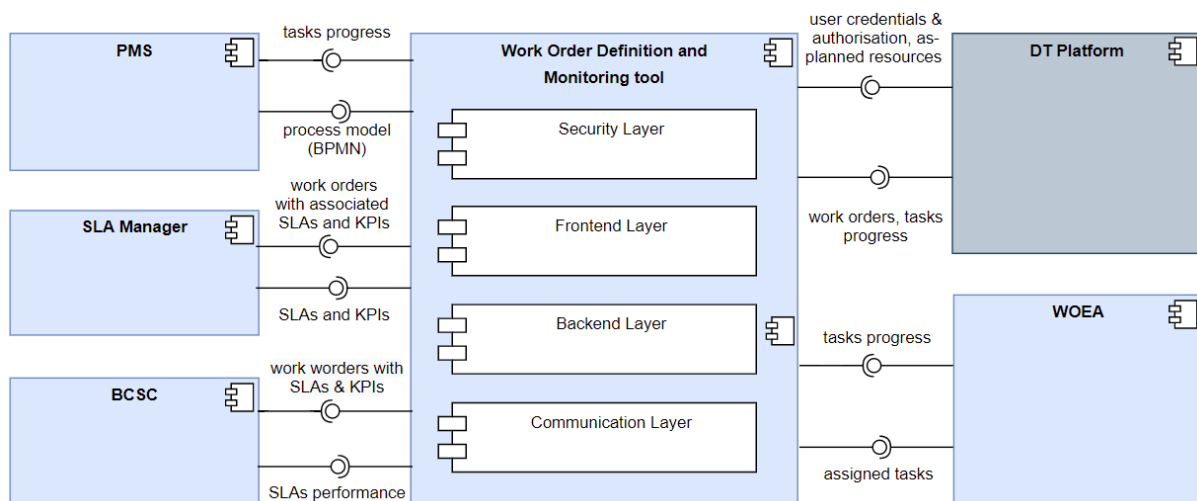 PMS
tasks progress
process model
(BPMN)
SLA Manager
work orders
with associated
SLAs and KPIs
SLAs and KPIs
BCSC
work worders with
SLAs & KPIs
SLAs performance
Work Order Definition and
Monitoring tool
Security Layer
Frontend Layer
Backend Layer
Communication Layer
user credentials &
authorisation, as-
planned resources
work orders, tasks
progress
DT Platform
tasks progress
assigned tasks
WOEA